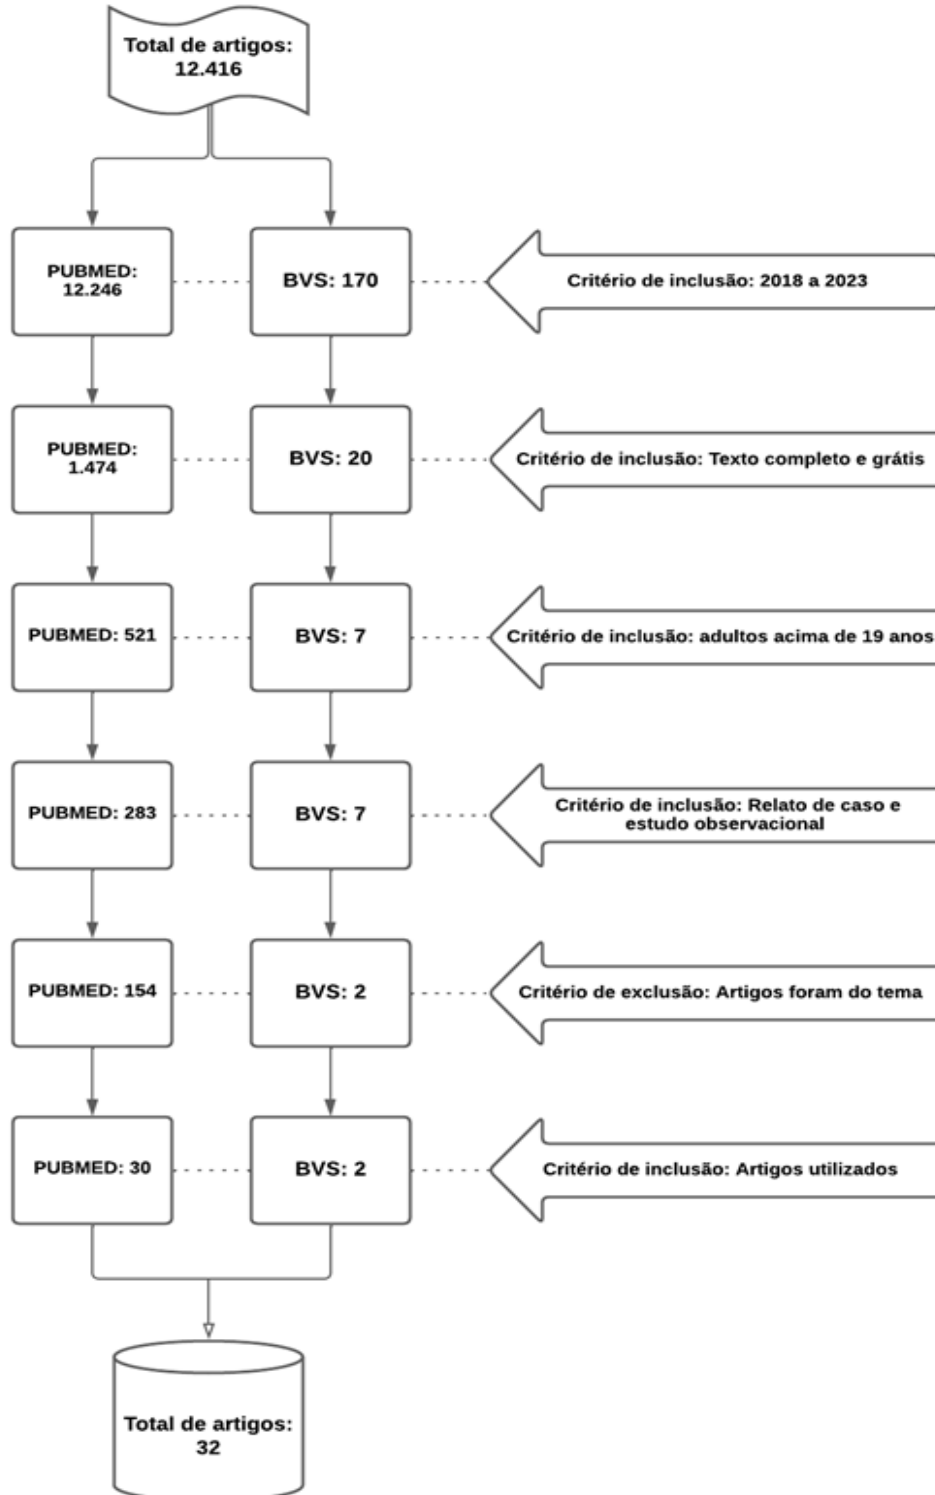 Total de artigos:
12.416
PUBMED:
12.246
BVS: 170
Critério de inclusão: 2018 a 2023
PUBMED:
1.474
BVS: 20
Critério de inclusão: Texto completo e grátis
PUBMED: 521
BVS: 7
Critério de inclusão: adultos acima de 19 anos
PUBMED: 283
BVS: 7
Critério de inclusão: Relato de caso e
estudo observacional
PUBMED: 154
BVS: 2
Critério de exclusão: Artigos foram do tema
PUBMED: 30
BVS: 2
Critério de inclusão: Artigos utilizados
Total de artigos:
32